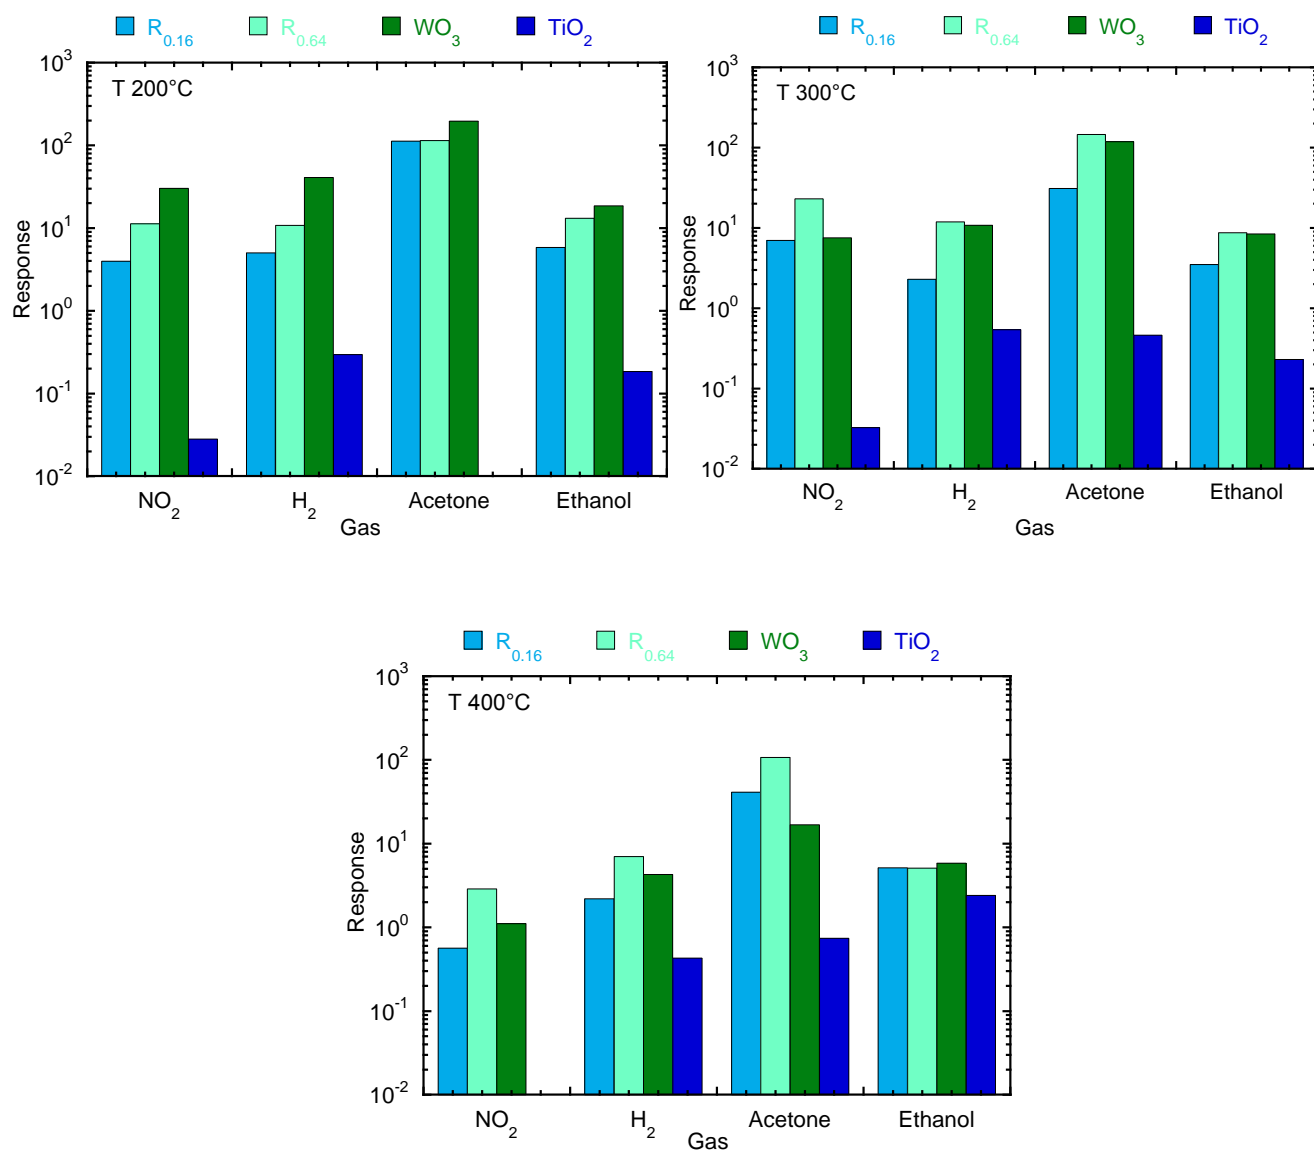 R0.16 R0.64 WO3 TiO2
T 200°C
Response
10^3
10^2
10^1
10^0
10^-1
10^-2
NO2 H2 Acetone Ethanol
Gas
R0.16 R0.64 WO3 TiO2
T 300°C
Response
10^3
10^2
10^1
10^0
10^-1
10^-2
NO2 H2 Acetone Ethanol
Gas
R0.16 R0.64 WO3 TiO2
T 400°C
Response
10^3
10^2
10^1
10^0
10^-1
10^-2
NO2 H2 Acetone Ethanol
Gas